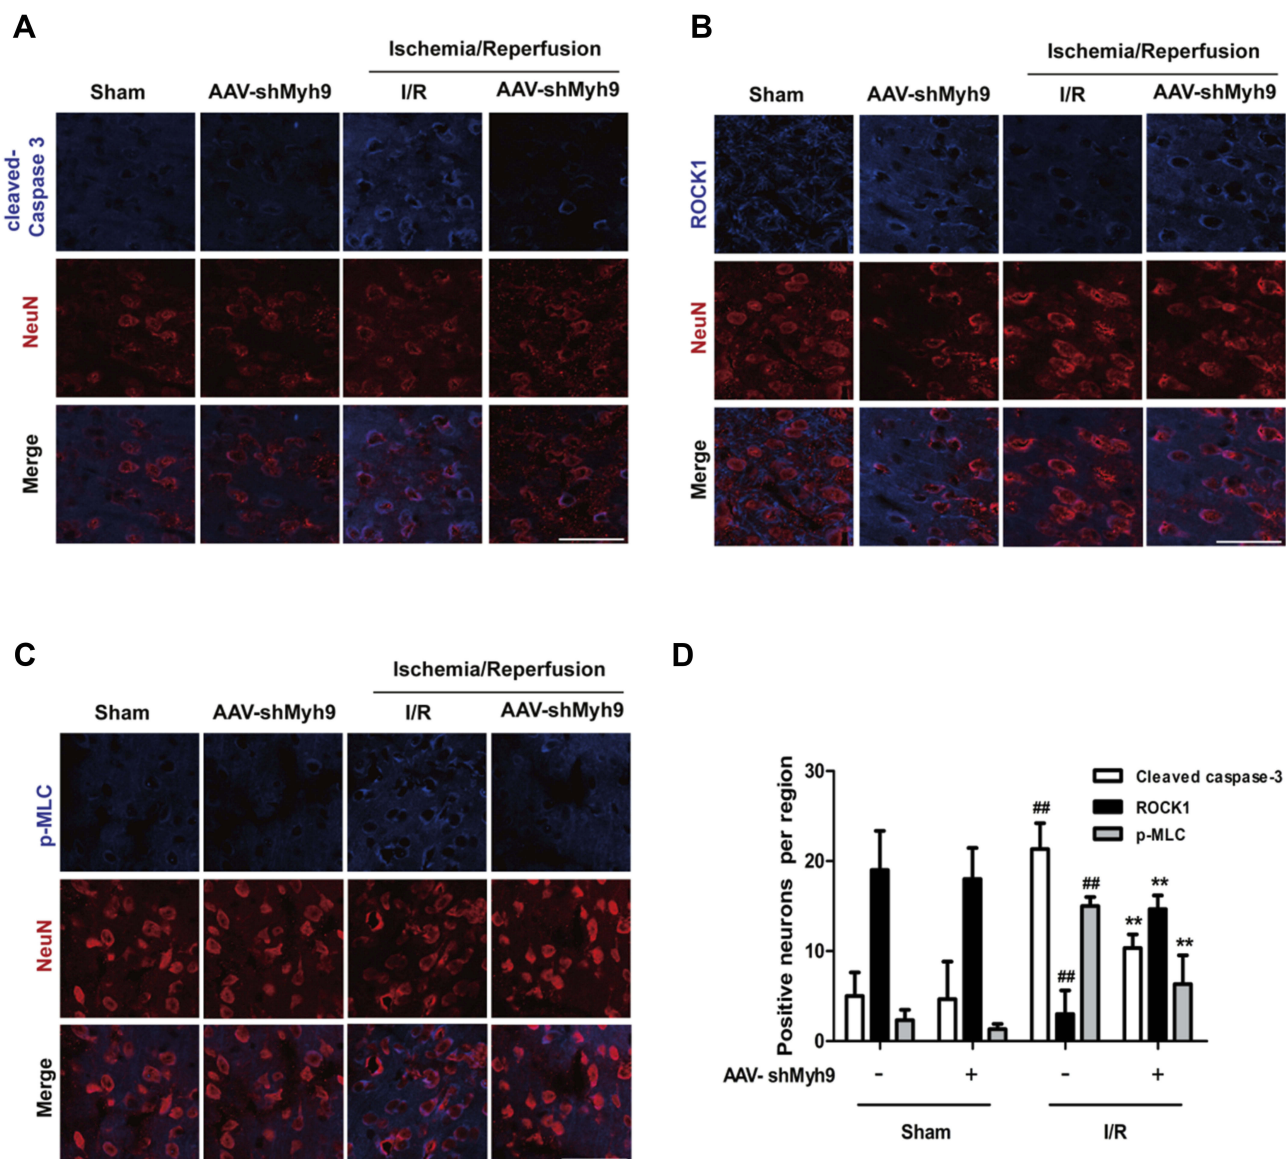 A
Ischemia/Reperfusion
Sham AAV-shMyh9 I/R AAV-shMyh9
cleaved-
Caspase 3
NeuN
Merge
B
Ischemia/Reperfusion
Sham AAV-shMyh9 I/R AAV-shMyh9
ROCK1
NeuN
Merge
C
Ischemia/Reperfusion
Sham AAV-shMyh9 I/R AAV-shMyh9
p-MLC
NeuN
Merge
D
Positive neurons per region
30
20
10
0
Cleaved caspase-3
ROCK1
p-MLC
##
##
##
**
**
**
AAV- shMyh9 - + - +
Sham I/R